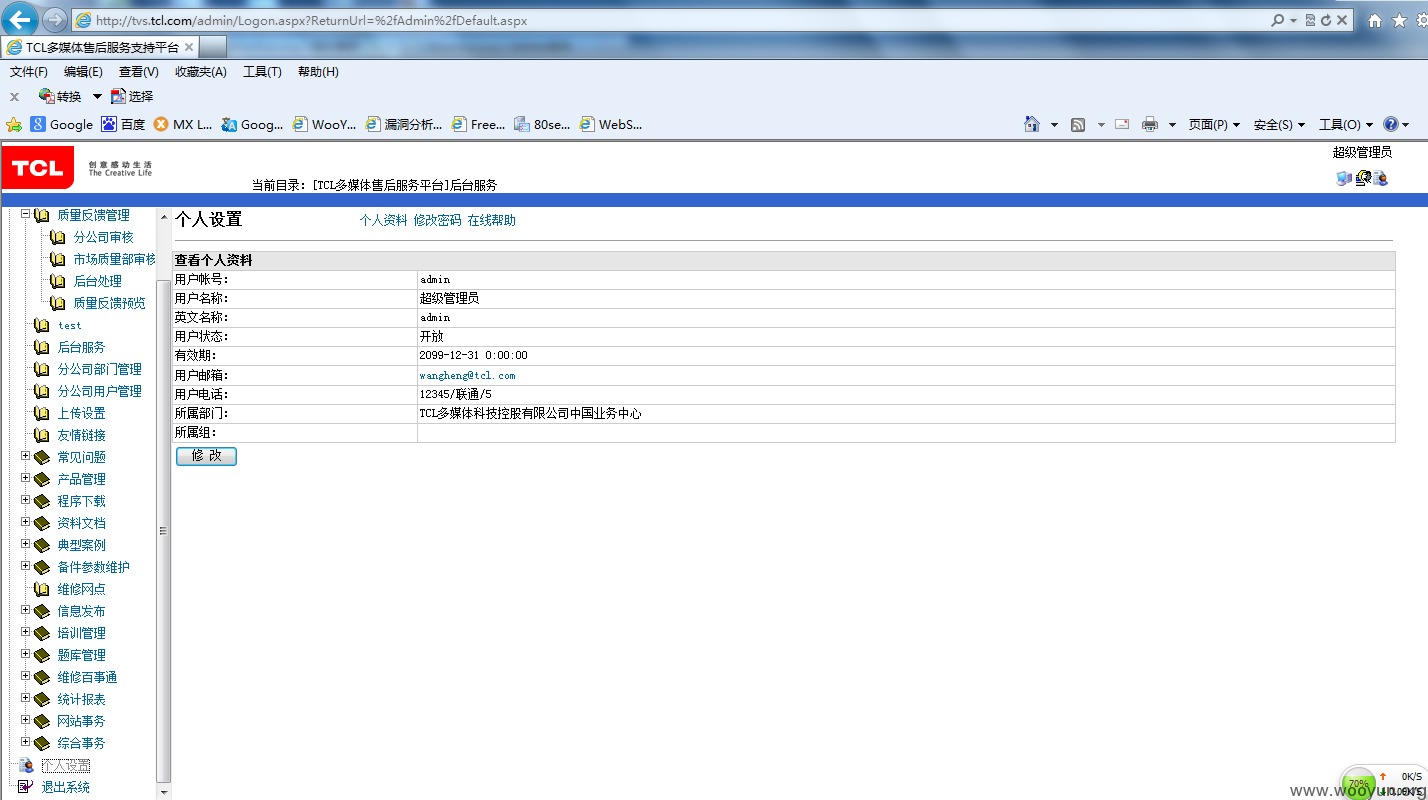 http://tvs.tcl.com/admin/Logon.aspx?ReturnUrl=%2fAdmin%2fDefault.aspx
TCL多媒体售后服务支持平台
文件(F) 编辑(E) 查看(V) 收藏夹(A) 工具(T) 帮助(H)
x 转换 选择
Google 百度 MX L... Goog... WooY... 漏洞分析... Free... 80se... WebS...
页面(P) 安全(S) 工具(O)
TCL 创意感动生活
The Creative Life
超级管理员
当前目录：[TCL多媒体售后服务平台]后台服务
质量反馈管理
分公司审核
市场质量部审核
后台处理
质量反馈预览
test
后台服务
分公司部门管理
分公司用户管理
上传设置
友情链接
常见问题
产品管理
程序下载
资料文档
典型案例
备件参数维护
维修网点
信息发布
培训管理
题库管理
维修百事通
统计报表
网站事务
综合事务
个人设置
退出系统
个人设置 个人资料 修改密码 在线帮助
查看个人资料
用户帐号： admin
用户名称： 超级管理员
英文名称： admin
用户状态： 开放
有效期： 2099-12-31 0:00:00
用户邮箱： wangheng@tcl.com
用户电话： 12345/联通/5
所属部门： TCL多媒体科技控股有限公司中国业务中心
所属组：
修 改
70% 0K/S
www.wooyun.org